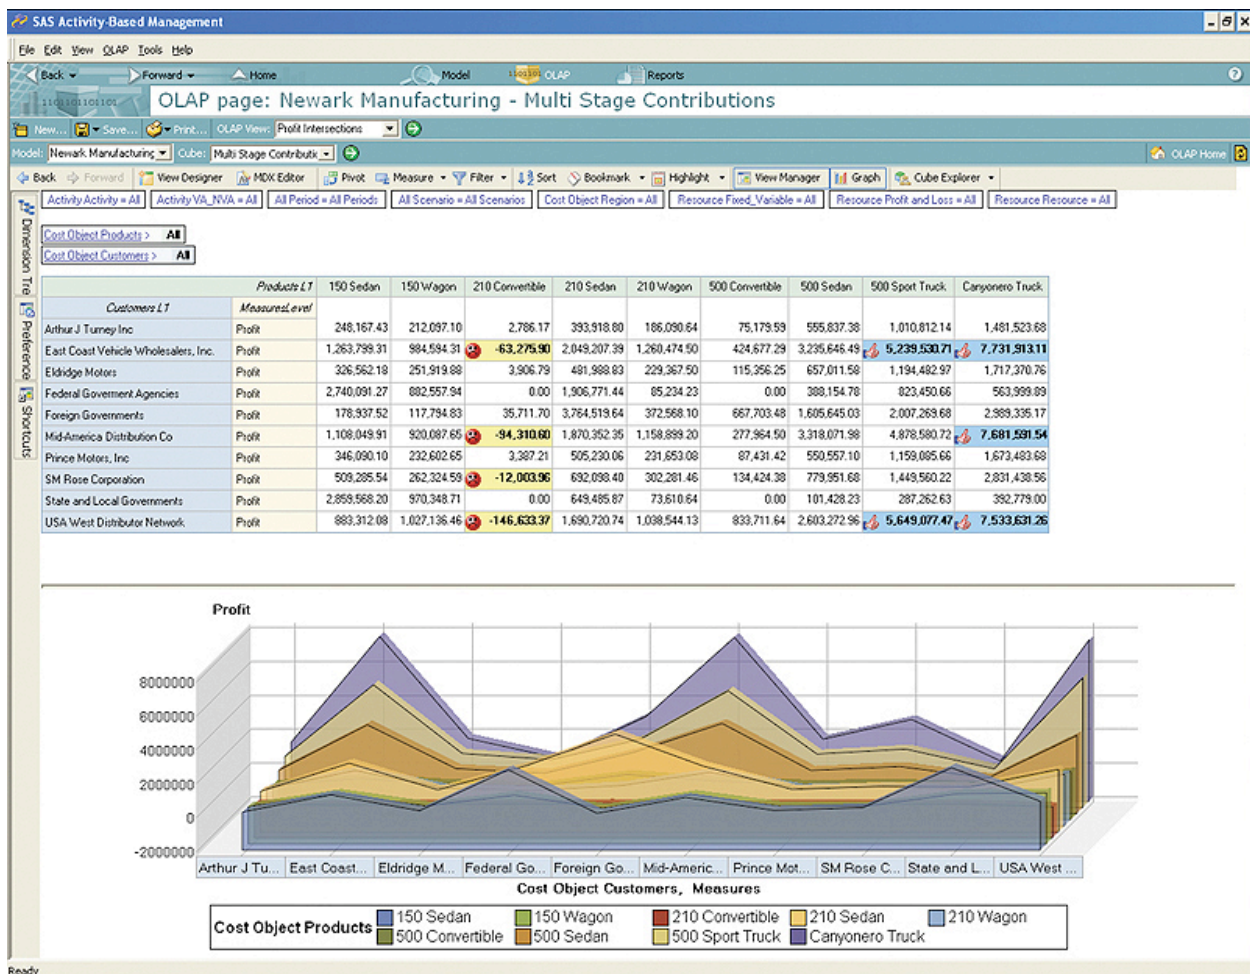 SAS Activity-Based Management
File Edit View OLAP Tools Help
Back Forward Home Model OLAP Reports
OLAP page: Newark Manufacturing - Multi Stage Contributions
New... Save... Print... OLAP View: Profit Intersections
Model: Newark Manufacturing Cube: Multi Stage Contributic OLAP Home
Back Forward View Designer MDX Editor Pivot Measure Filter Sort Bookmark Highlight View Manager Graph Cube Explorer
Activity Activity = All Activity VA_NVA = All All Period = All Periods All Scenario = All Scenarios Cost Object Region = All Resource Fixed_Variable = All Resource Profit and Loss = All Resource Resource = All
Dimension Tre
Preference
Shortcuts
Cost Object Products > All
Cost Object Customers > All
Products L1 150 Sedan 150 Wagon 210 Convertible 210 Sedan 210 Wagon 500 Convertible 500 Sedan 500 Sport Truck Canyonero Truck
Customers L1 MeasuresLevel
Arthur J Turney Inc Profit 248,167.43 212,097.10 2,786.17 393,918.80 186,090.64 75,179.59 555,837.38 1,010,812.14 1,481,523.68
East Coast Vehicle Wholesalers, Inc. Profit 1,263,799.31 984,594.31 -63,275.90 2,049,207.39 1,260,474.50 424,677.29 3,235,646.49 5,239,530.71 7,731,913.11
Eldridge Motors Profit 326,562.18 251,919.88 3,906.79 481,988.83 229,367.50 115,356.25 657,011.58 1,194,482.97 1,717,370.76
Federal Goverment Agencies Profit 2,740,091.27 882,557.94 0.00 1,906,771.44 85,234.23 0.00 388,154.78 823,450.66 563,999.89
Foreign Governments Profit 178,937.52 117,794.83 35,711.70 3,764,519.64 372,568.10 667,703.48 1,605,645.03 2,007,269.68 2,989,335.17
Mid-America Distribution Co Profit 1,108,049.91 920,087.65 -94,310.60 1,870,352.35 1,158,899.20 277,964.50 3,318,071.98 4,878,580.72 7,681,591.54
Prince Motors, Inc Profit 346,090.10 232,602.65 3,387.21 505,230.06 231,653.08 87,431.42 550,557.10 1,159,085.66 1,673,483.68
SM Rose Corporation Profit 509,285.54 262,324.59 -12,003.96 692,098.40 302,281.46 134,424.38 779,951.68 1,449,560.22 2,831,438.56
State and Local Governments Profit 2,859,568.20 970,348.71 0.00 649,485.87 73,610.64 0.00 101,428.23 287,262.63 392,779.00
USA West Distributor Network Profit 883,312.08 1,027,136.46 -146,633.37 1,690,720.74 1,038,544.13 833,711.64 2,603,272.96 5,649,077.47 7,533,631.26
Profit
8000000
6000000
4000000
2000000
0
-2000000
Arthur J Tu... East Coast... Eldridge M... Federal Go... Foreign Go... Mid-Americ... Prince Mot... SM Rose C... State and L... USA West ...
Cost Object Customers, Measures
Cost Object Products 150 Sedan 150 Wagon 210 Convertible 210 Sedan 210 Wagon
500 Convertible 500 Sedan 500 Sport Truck Canyonero Truck
Ready